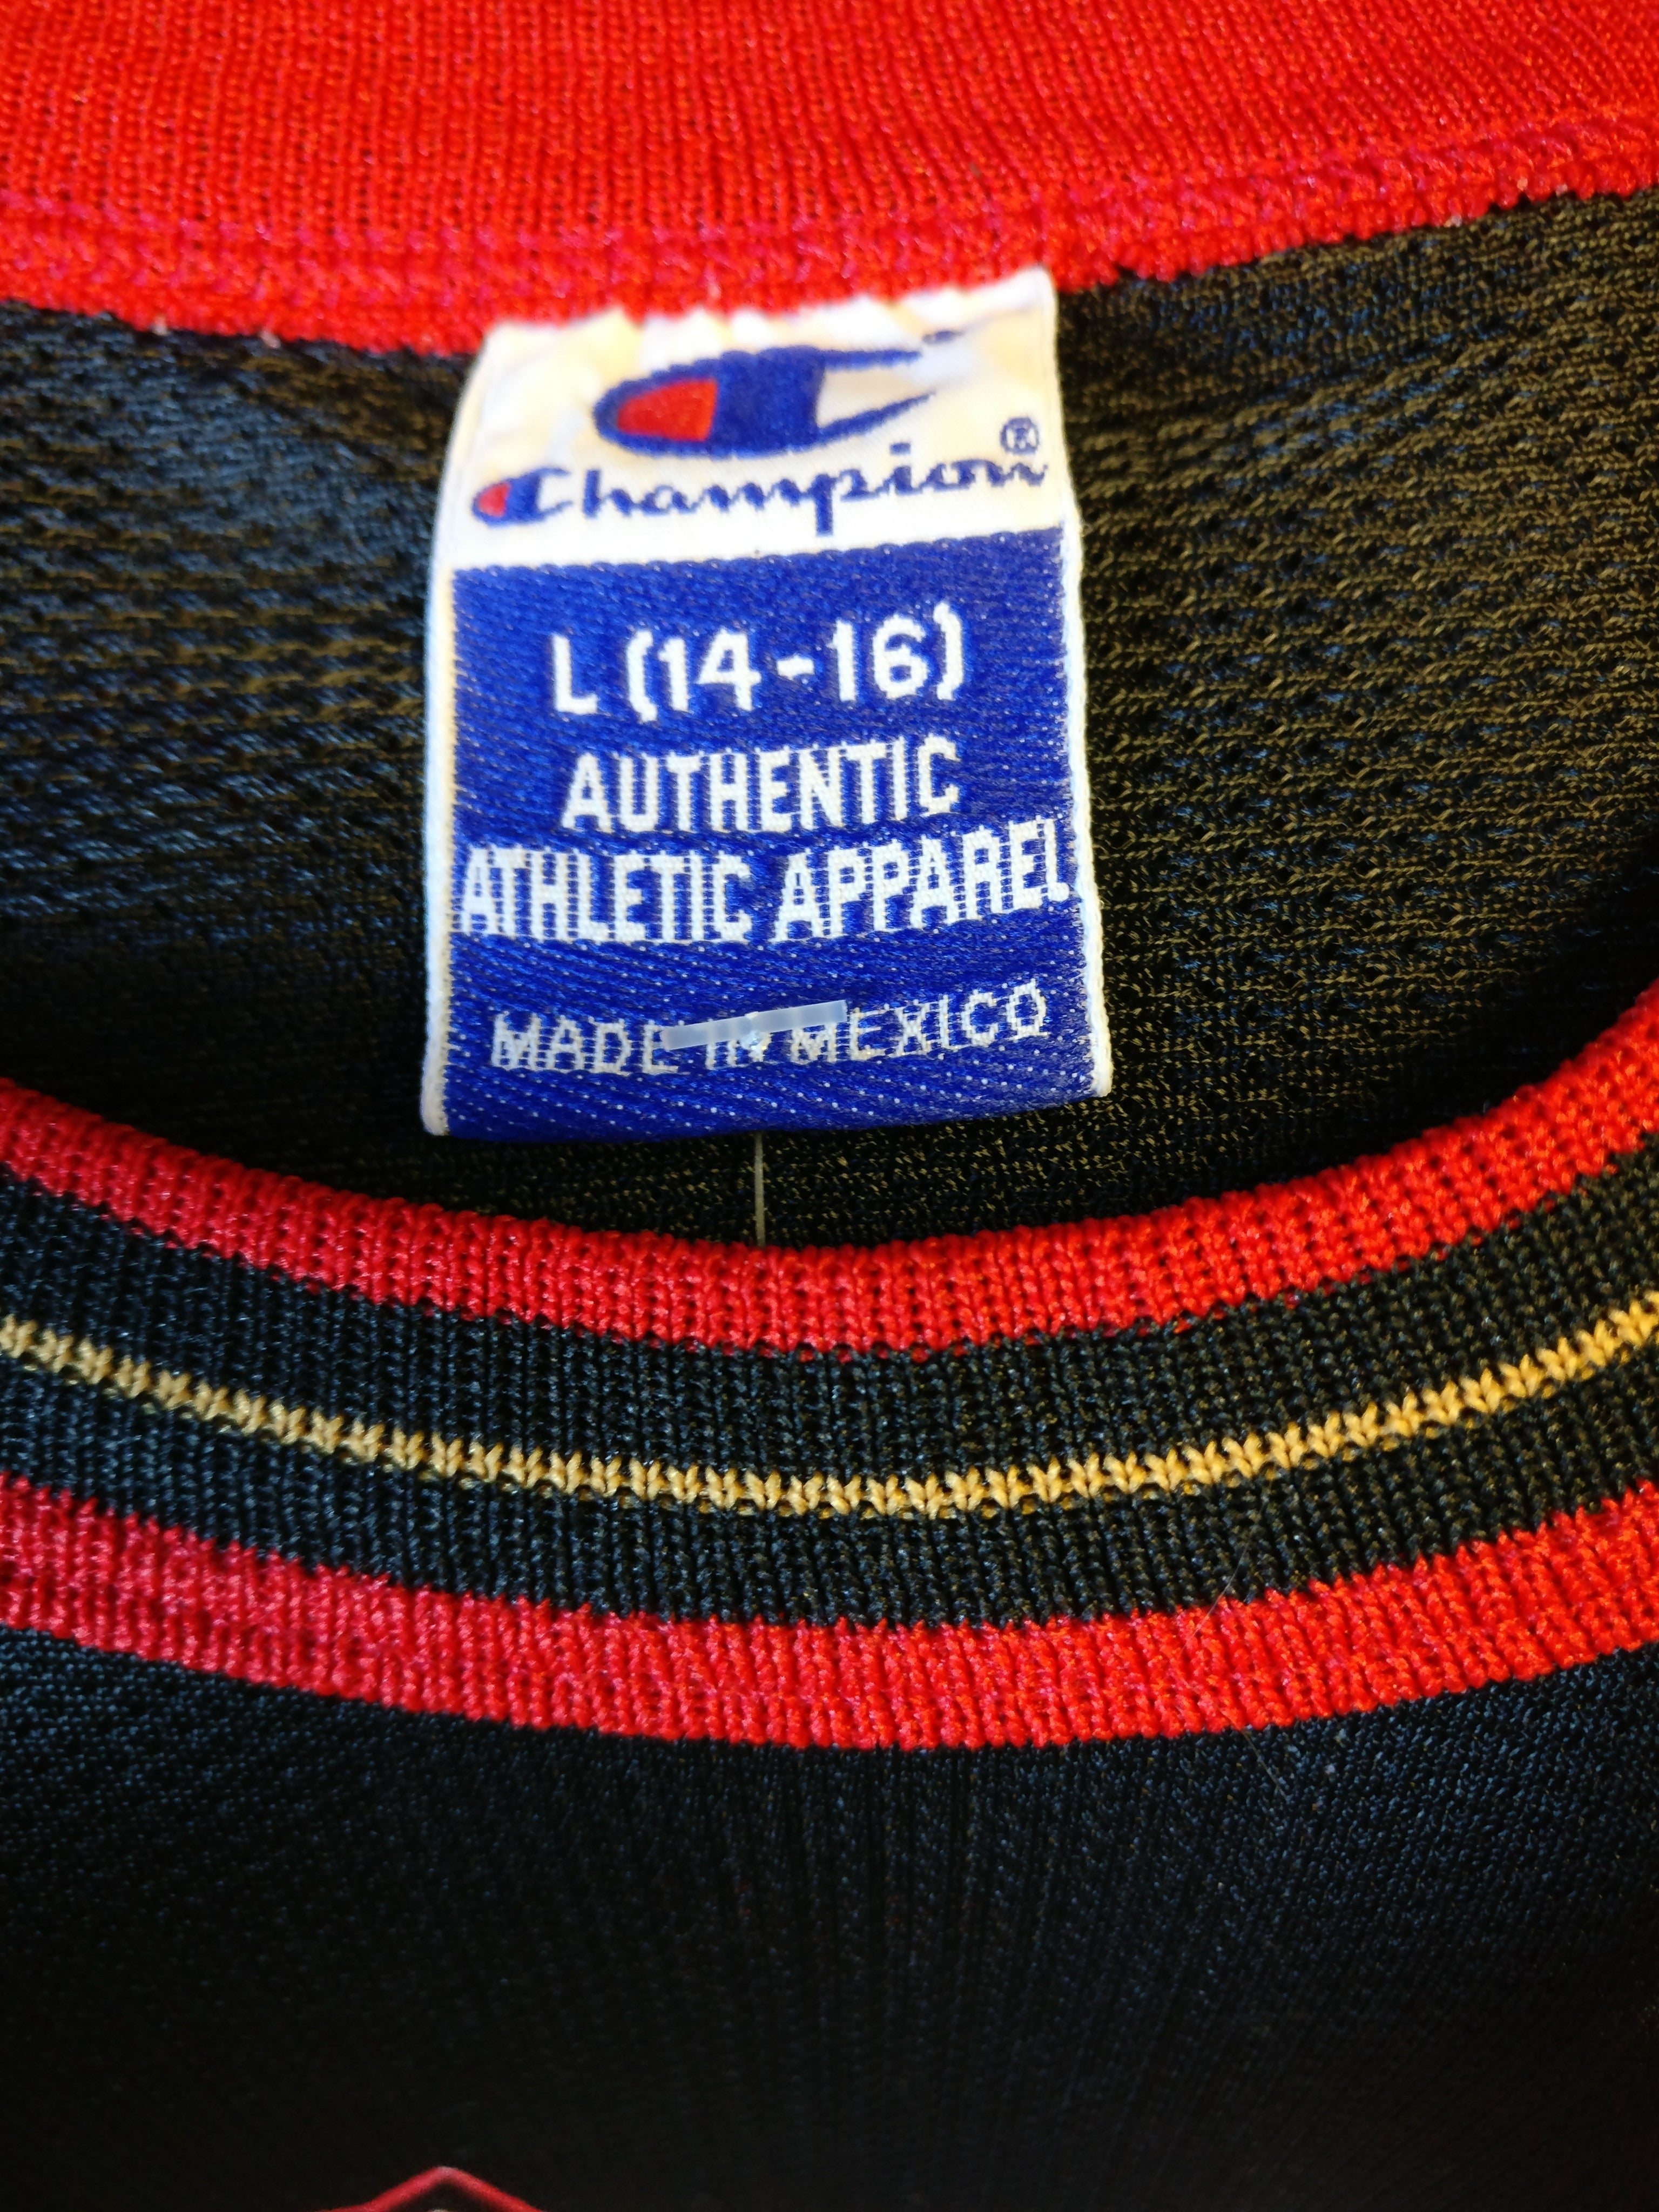 Champion®
L (14-16)
AUTHENTIC
ATHLETIC APPAREL
MADE IN MEXICO